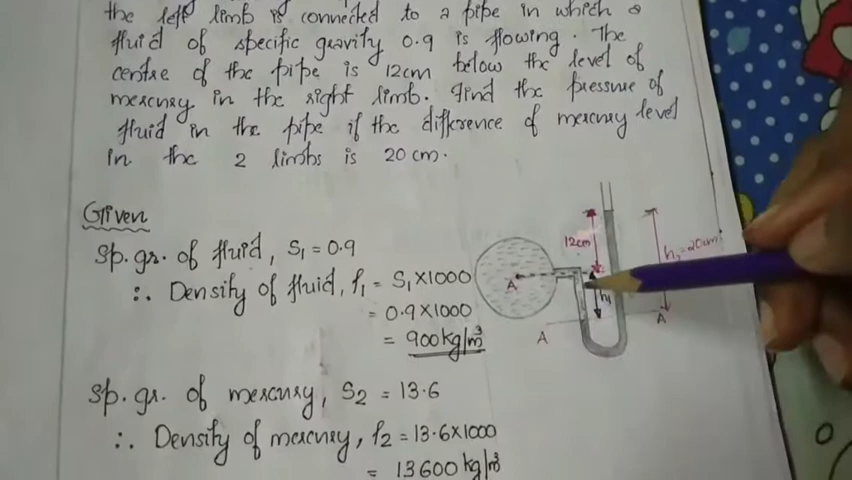 the left limb is connected to a pipe in which a
fluid of specific gravity 0.9 is flowing. The
centre of the pipe is 12cm below the level of
mercury in the right limb. Find the pressure of
fluid in the pipe if the difference of mercury level
in the 2 limbs is 20 cm.
Given
Sp. gr. of fluid, S₁ = 0.9
∴ Density of fluid, ρ₁ = S₁ × 1000
= 0.9 × 1000
= 900 kg/m³
Sp. gr. of mercury, S₂ = 13.6
∴ Density of mercury, ρ₂ = 13.6 × 1000
= 13600 kg/m³
12cm
h₂ = 20cm
A
h₁
A
A